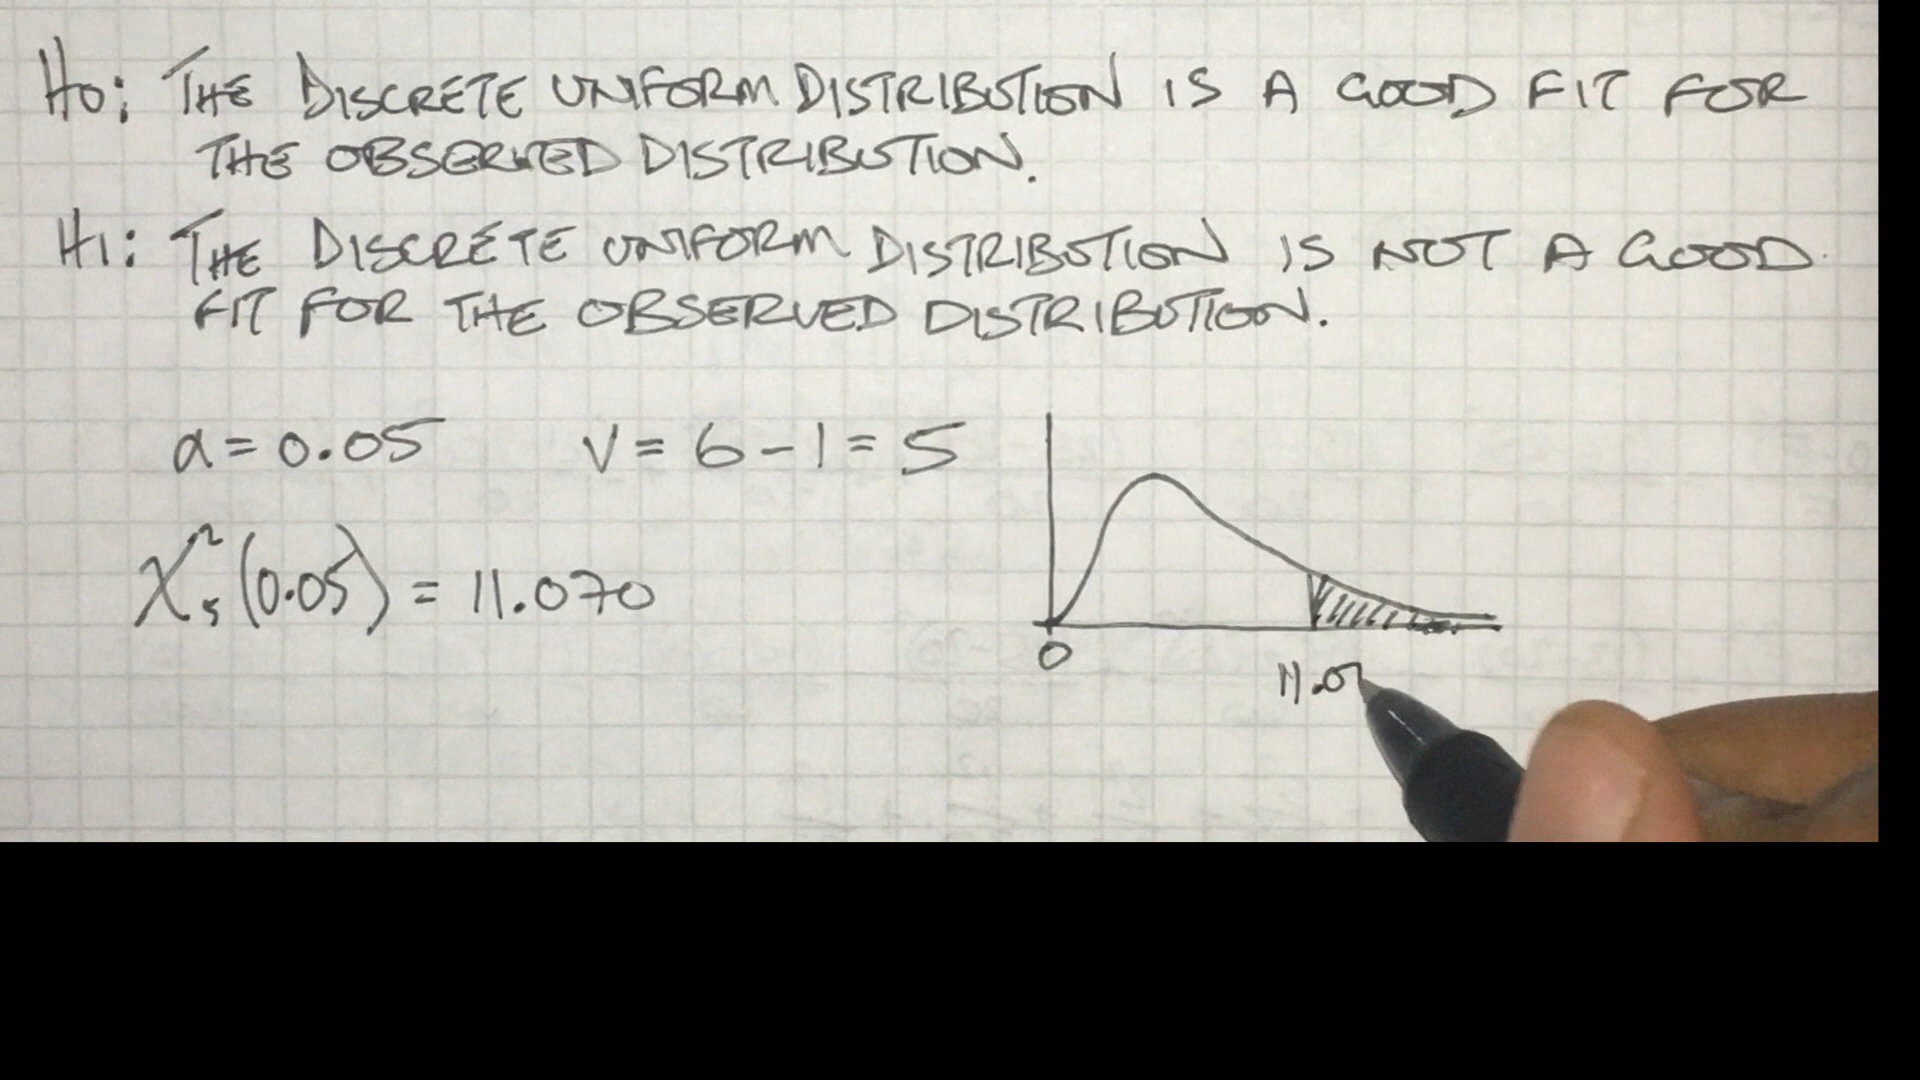 H0: THE DISCRETE UNIFORM DISTRIBUTION IS A GOOD FIT FOR
THE OBSERVED DISTRIBUTION.
H1: THE DISCRETE UNIFORM DISTRIBUTION IS NOT A GOOD
FIT FOR THE OBSERVED DISTRIBUTION.
α = 0.05 ν = 6 - 1 = 5
χ²₅(0.05) = 11.070
0
11.07